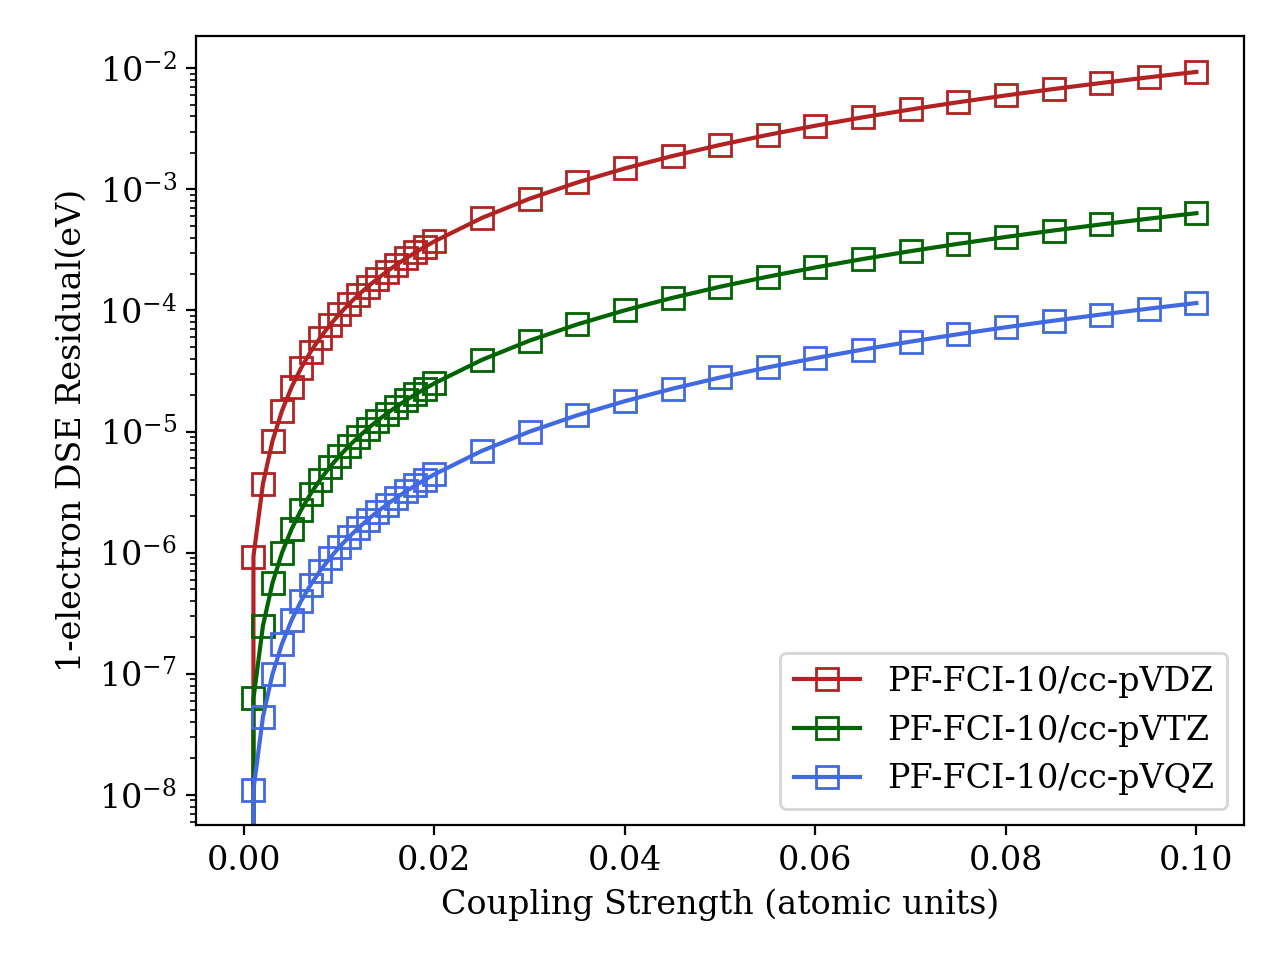 10⁻²
10⁻³
10⁻⁴
10⁻⁵
10⁻⁶
10⁻⁷
10⁻⁸
1-electron DSE Residual(eV)
PF-FCI-10/cc-pVDZ
PF-FCI-10/cc-pVTZ
PF-FCI-10/cc-pVQZ
0.00 0.02 0.04 0.06 0.08 0.10
Coupling Strength (atomic units)